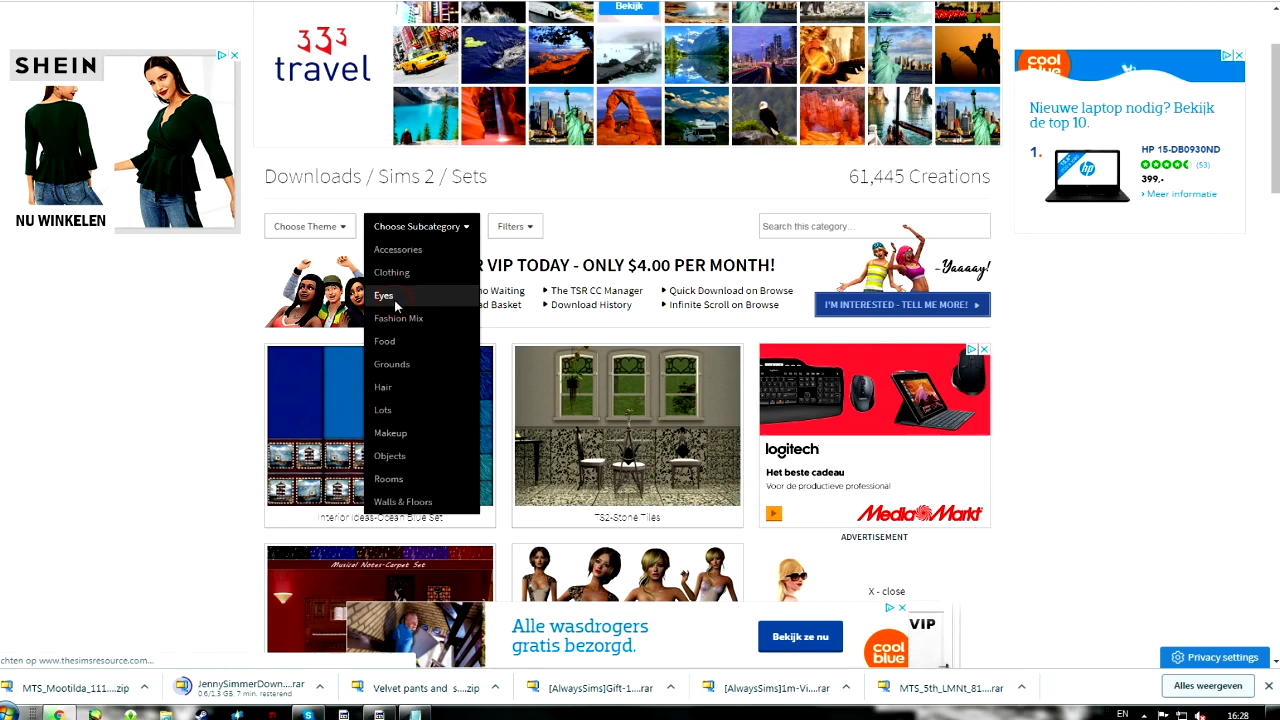 Bekijk
333
travel
SHEIN
NU WINKELEN
cool
blue
Nieuwe laptop nodig? Bekijk
de top 10.
1.
HP 15-DB0930ND
(53)
399,-
Meer informatie
Downloads / Sims 2 / Sets
61,445 Creations
Choose Theme
Choose Subcategory
Filters
Search this category...
Accessories
Clothing
Eyes
Fashion Mix
Food
Grounds
Hair
Lots
Makeup
Objects
Rooms
Walls & Floors
R VIP TODAY - ONLY $4.00 PER MONTH!
no Waiting
The TSR CC Manager
Quick Download on Browse
ad Basket
Download History
Infinite Scroll on Browse
-Yaaaay!
I'M INTERESTED - TELL ME MORE!
Interior Ideas-Ocean Blue Set
TS2-Stone Tiles
logitech
Het beste cadeau
Voor de productieve professional
Media Markt
ADVERTISEMENT
Musical Notes-Carpet Set
X - close
Alle wasdrogers
gratis bezorgd.
Bekijk ze nu
VIP
cool
blue
Privacy settings
chten op www.thesimsresource.com...
MTS_Mootilda_111....zip
JennySimmerDown....rar
0.6/1.3 GB; 7 min. resterend
Velvet pants and s....zip
[AlwaysSims]Gift-1....rar
[AlwaysSims]1m-Vi....rar
MTS_5th_LMN_81....rar
Alles weergeven
EN
16:28